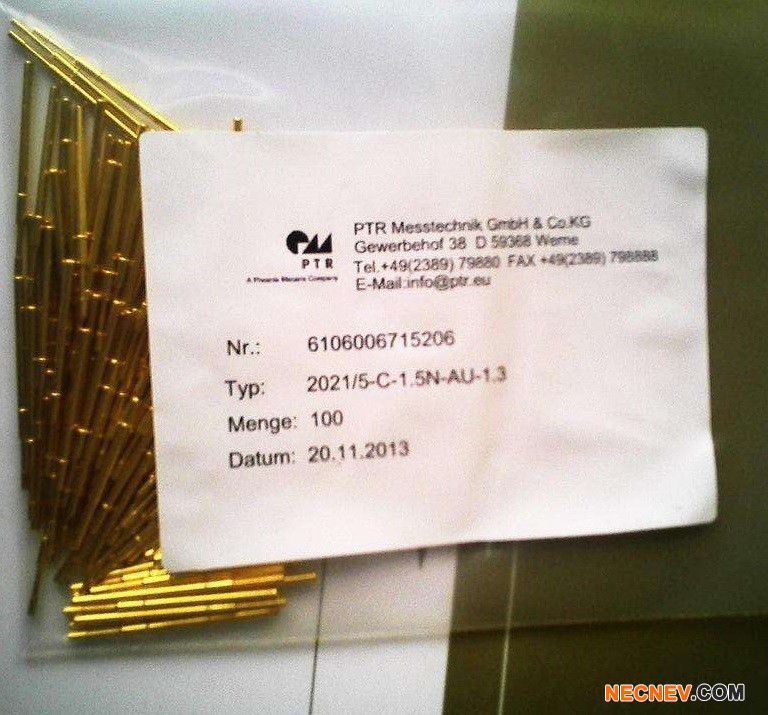 PTR Messtechnik GmbH & Co.KG
Gewerbehof 38 D 59368 Werne
Tel.+49(2389) 79880 FAX +49(2389) 798888
E-Mail:info@ptr.eu
PTR
A Phoenix Mecano Company
Nr.: 6106006715206
Typ: 2021/5-C-1.5N-AU-1.3
Menge: 100
Datum: 20.11.2013
NECNEV.COM